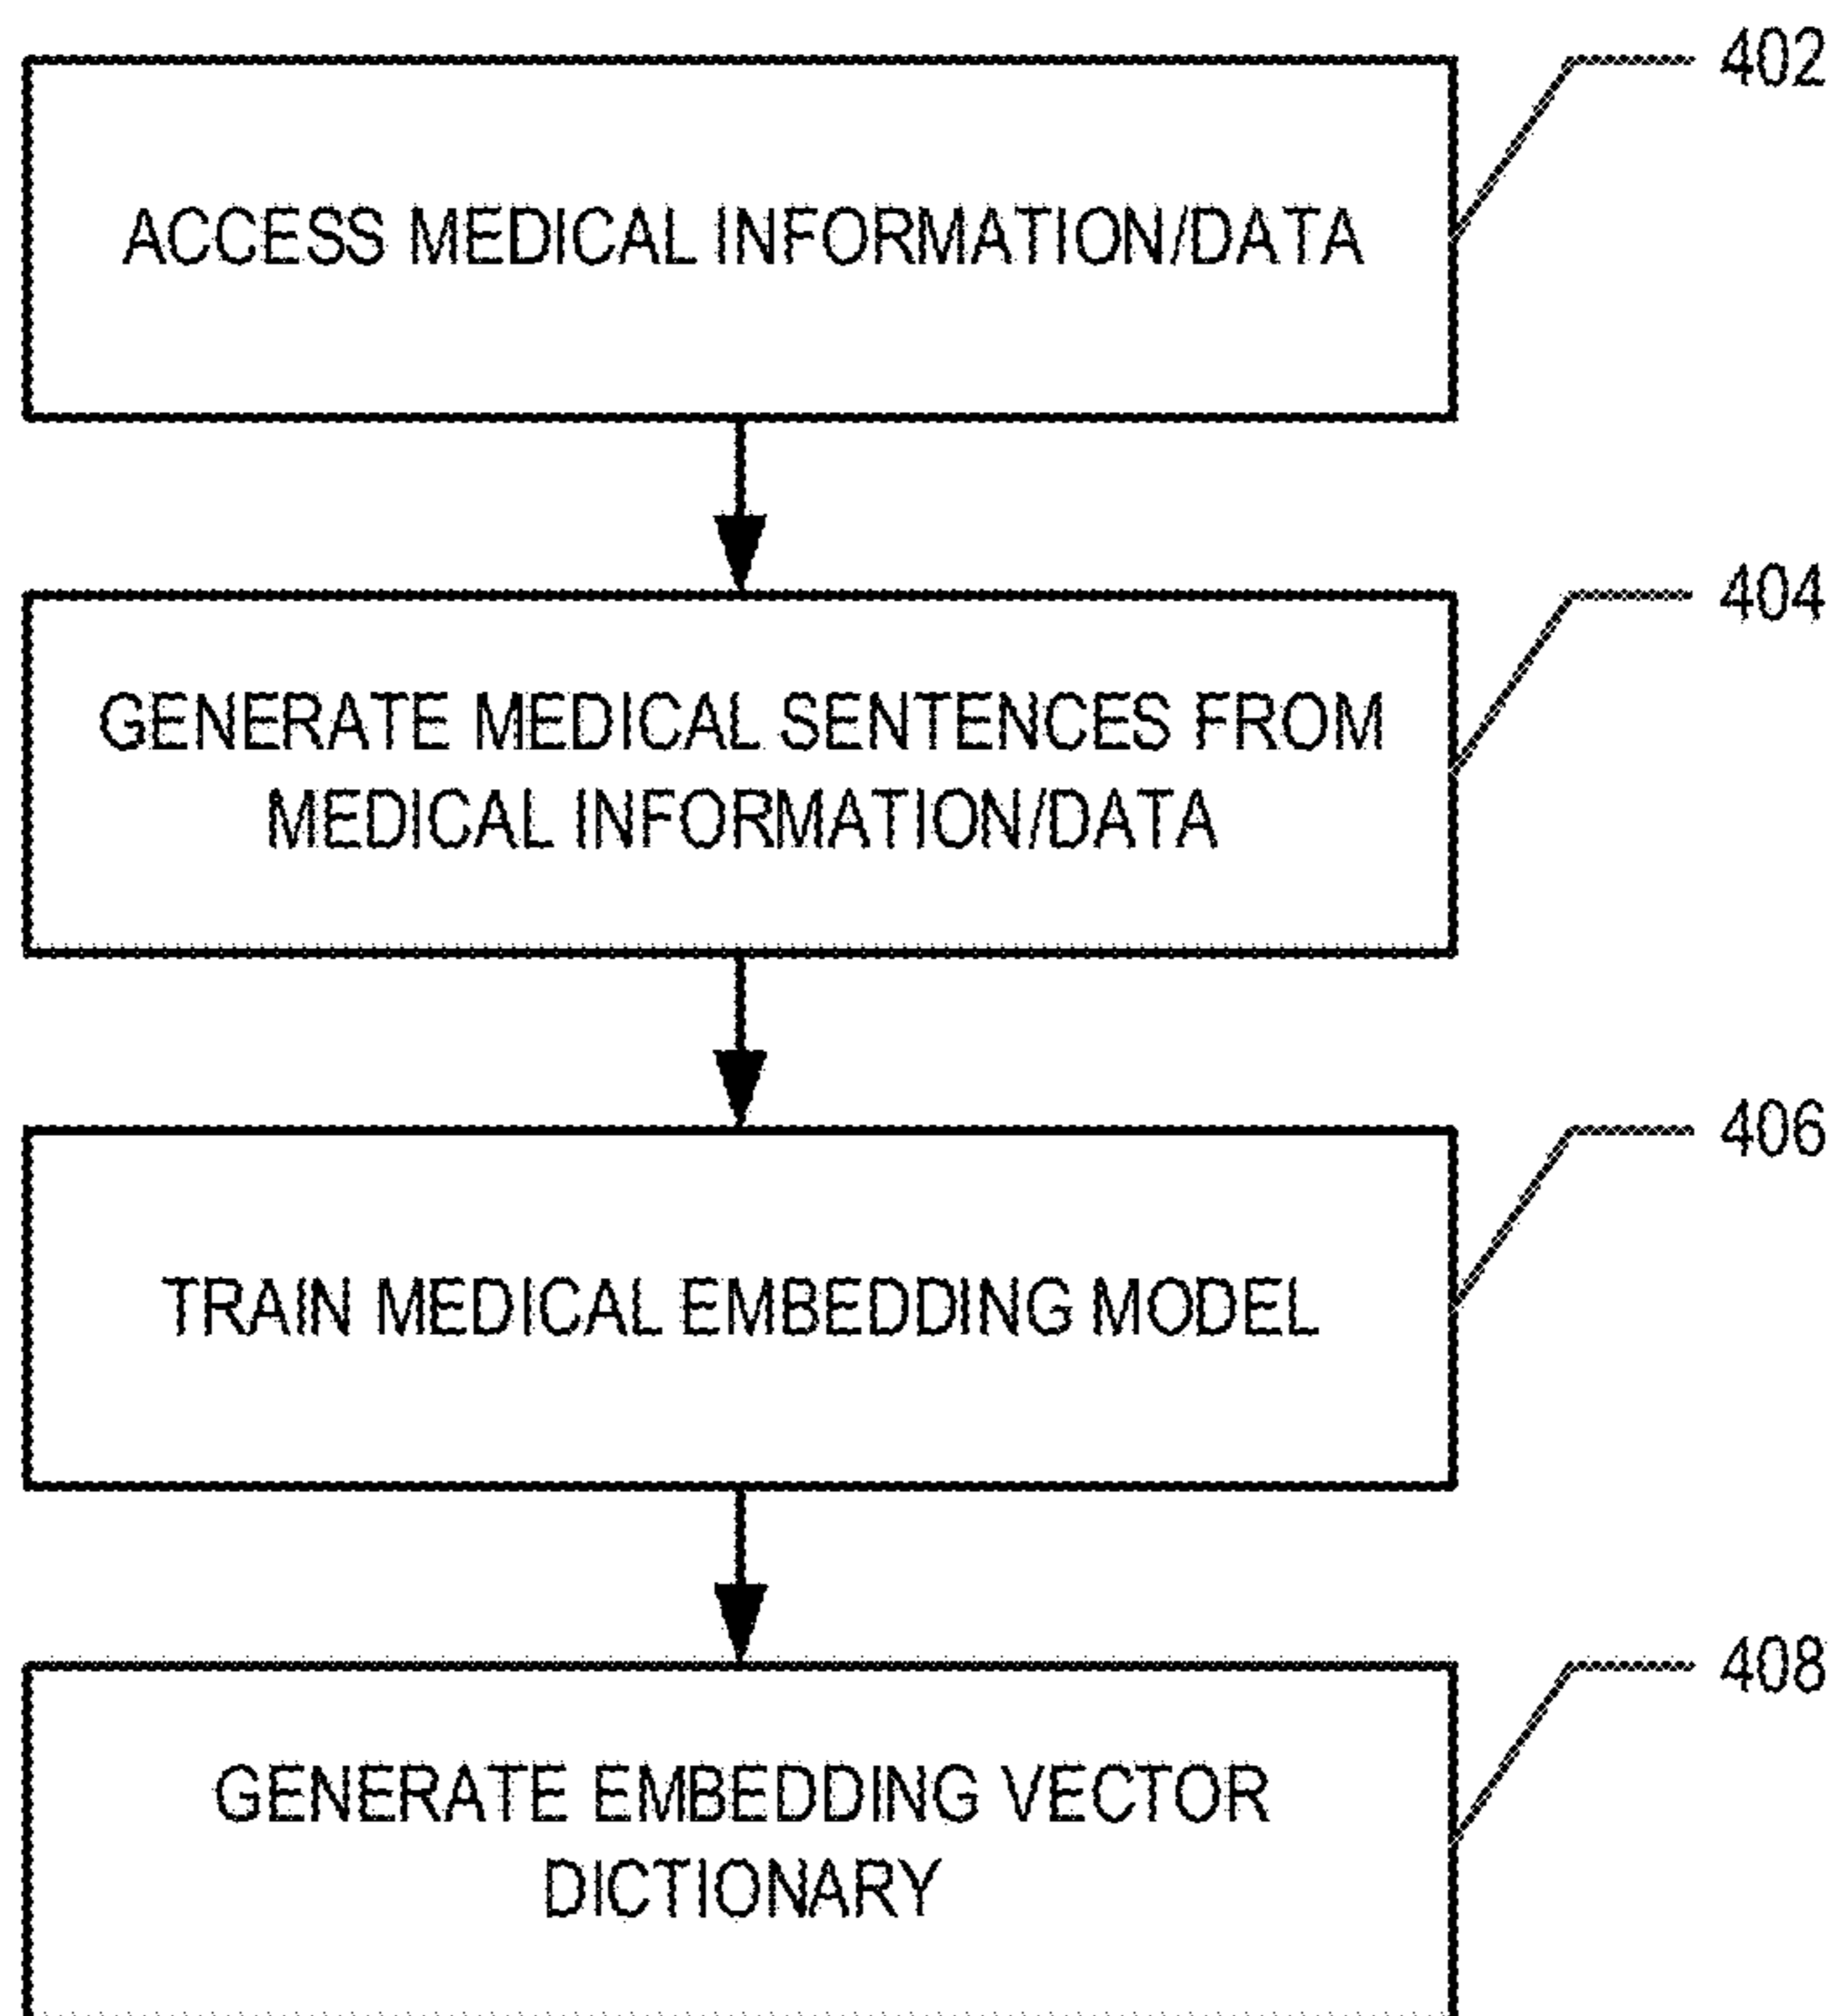 402
ACCESS MEDICAL INFORMATION/DATA
404
GENERATE MEDICAL SENTENCES FROM
MEDICAL INFORMATION/DATA
406
TRAIN MEDICAL EMBEDDING MODEL
408
GENERATE EMBEDDING VECTOR
DICTIONARY